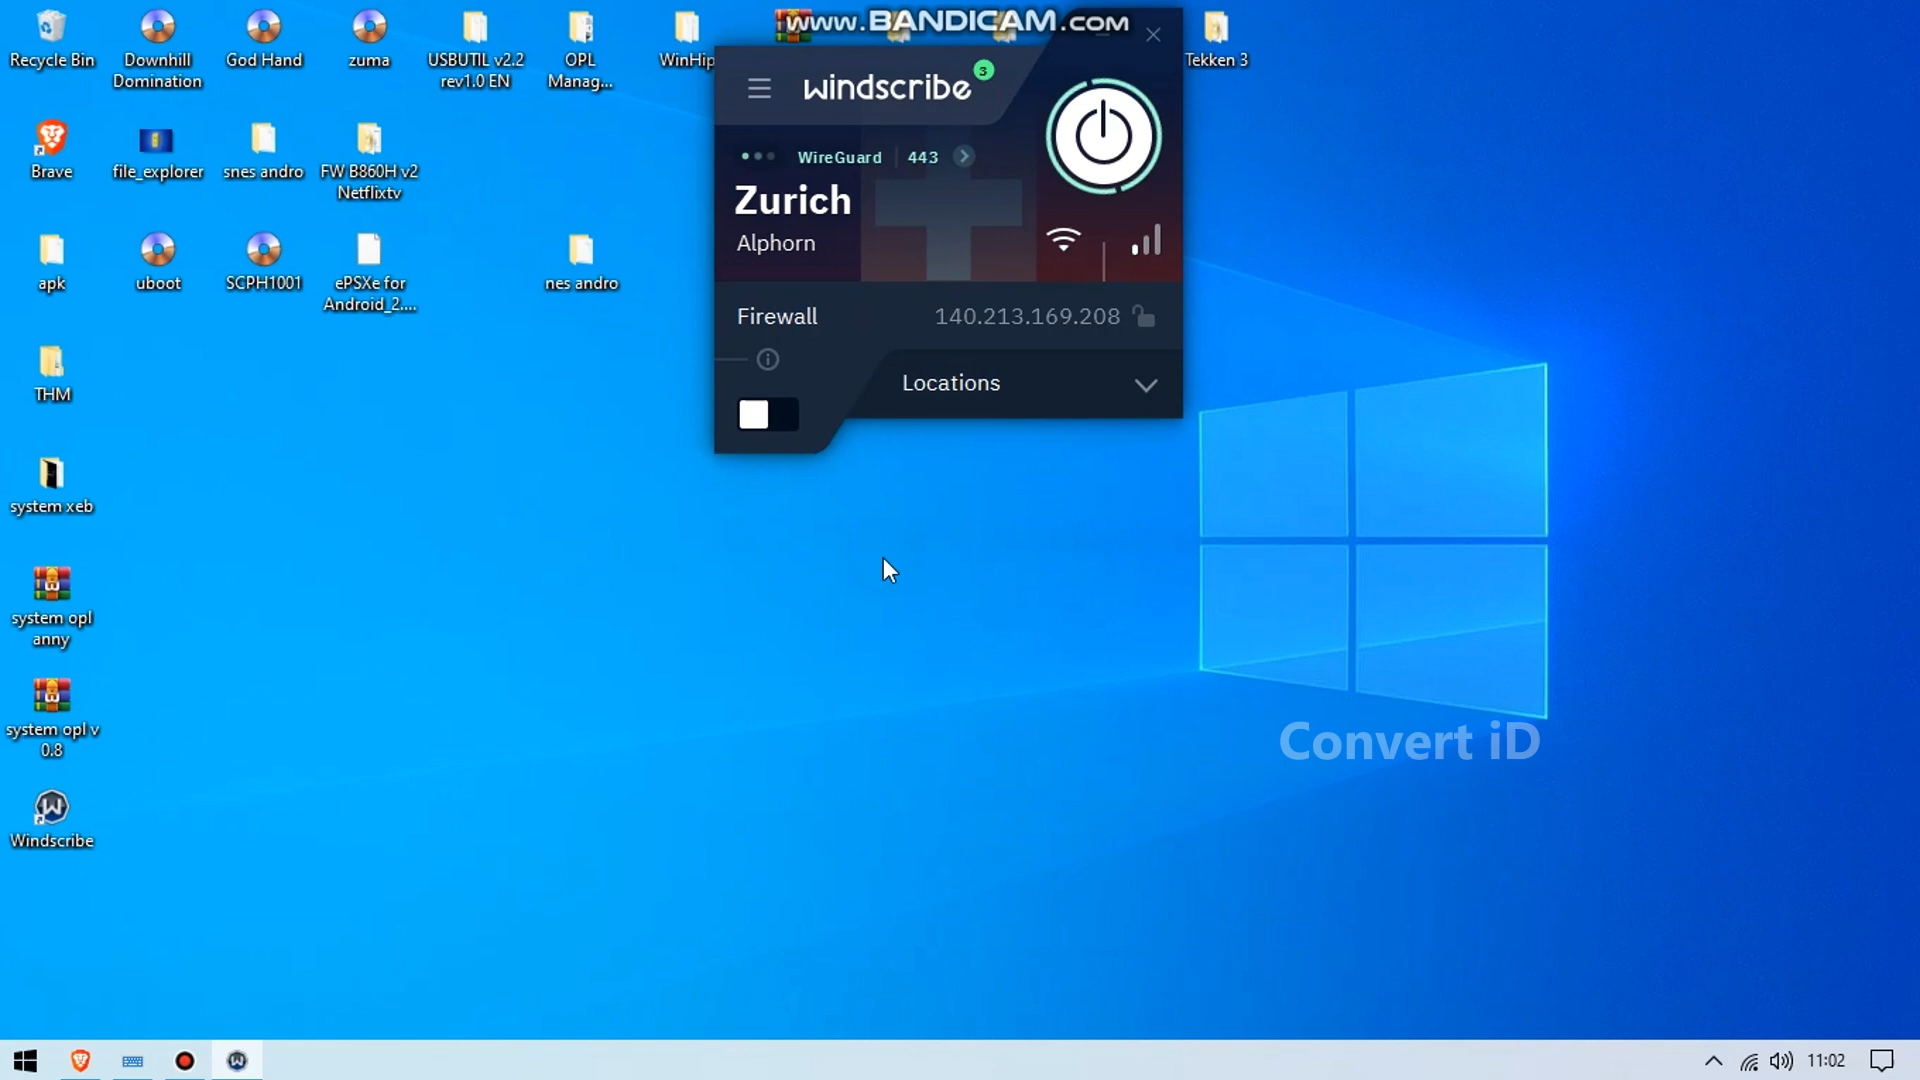 www.BANDICAM.com
Recycle Bin
Downhill
Domination
God Hand
zuma
USBUTIL v2.2
rev1.0 EN
OPL
Manag...
WinHip
Tekken 3
windscribe
3
WireGuard
443
Zurich
Alphorn
Firewall
140.213.169.208
Locations
Brave
file_explorer
snes andro
FW B860H v2
Netflixtv
apk
uboot
SCPH1001
ePSXe for
Android_2....
nes andro
THM
system xeb
system opl
anny
system opl v
0.8
Windscribe
Convert iD
11:02